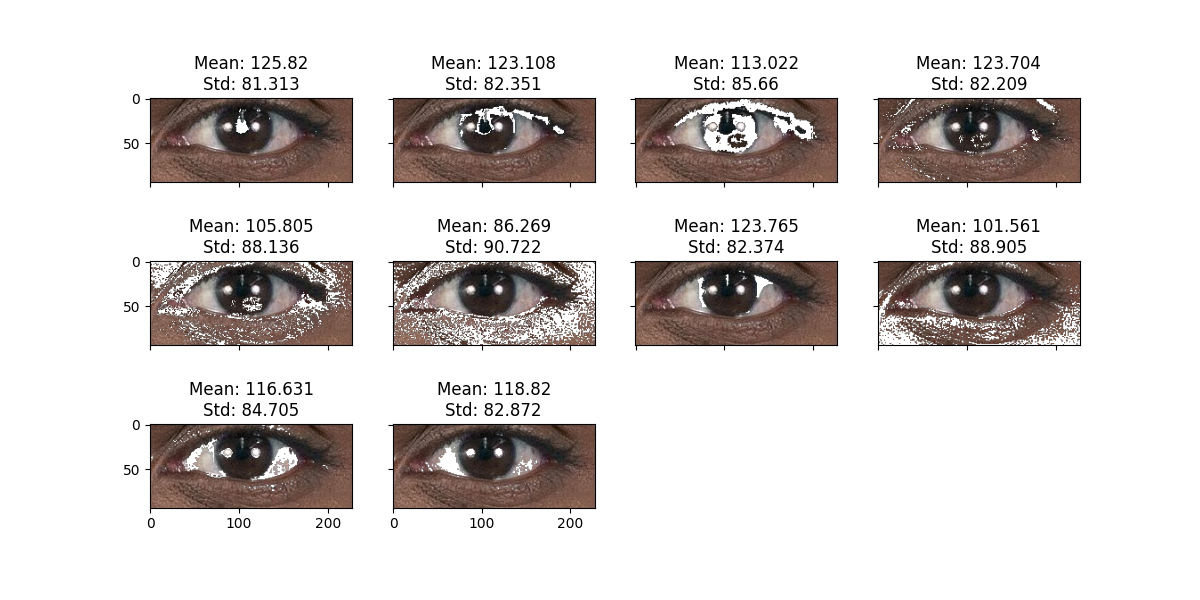 Mean: 125.82
Std: 81.313
Mean: 123.108
Std: 82.351
Mean: 113.022
Std: 85.66
Mean: 123.704
Std: 82.209
0
50
Mean: 105.805
Std: 88.136
Mean: 86.269
Std: 90.722
Mean: 123.765
Std: 82.374
Mean: 101.561
Std: 88.905
0
50
Mean: 116.631
Std: 84.705
Mean: 118.82
Std: 82.872
0
50
0 100 200
0 100 200